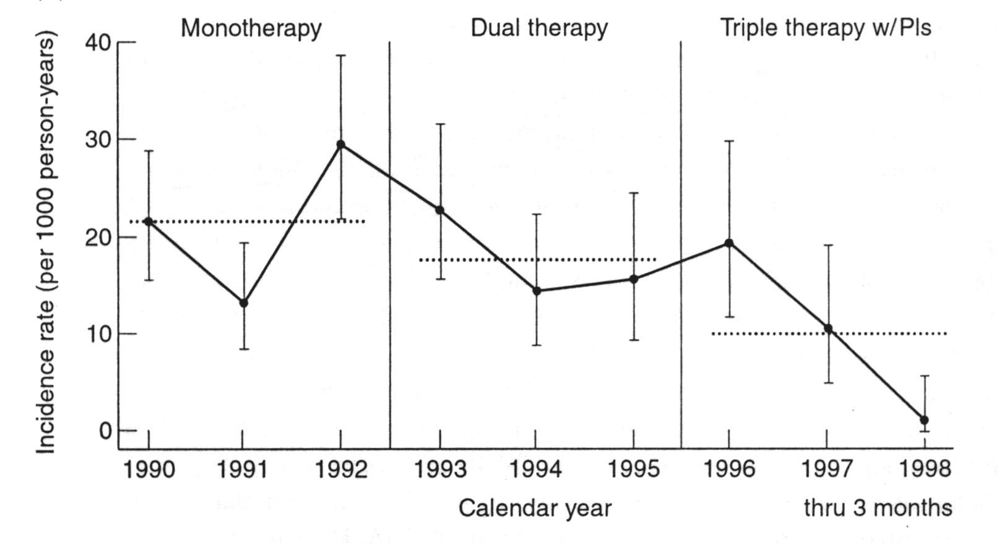 Monotherapy Dual therapy Triple therapy w/PIs
Incidence rate (per 1000 person-years)
40
30
20
10
0
1990 1991 1992 1993 1994 1995 1996 1997 1998
Calendar year thru 3 months